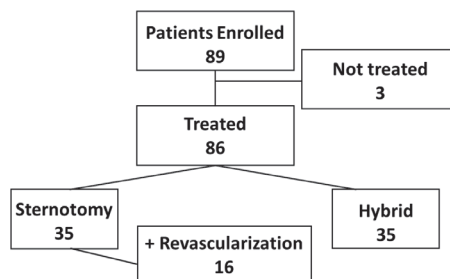 Patients Enrolled
89
Not treated
3
Treated
86
Sternotomy
35
Hybrid
35
+ Revascularization
16